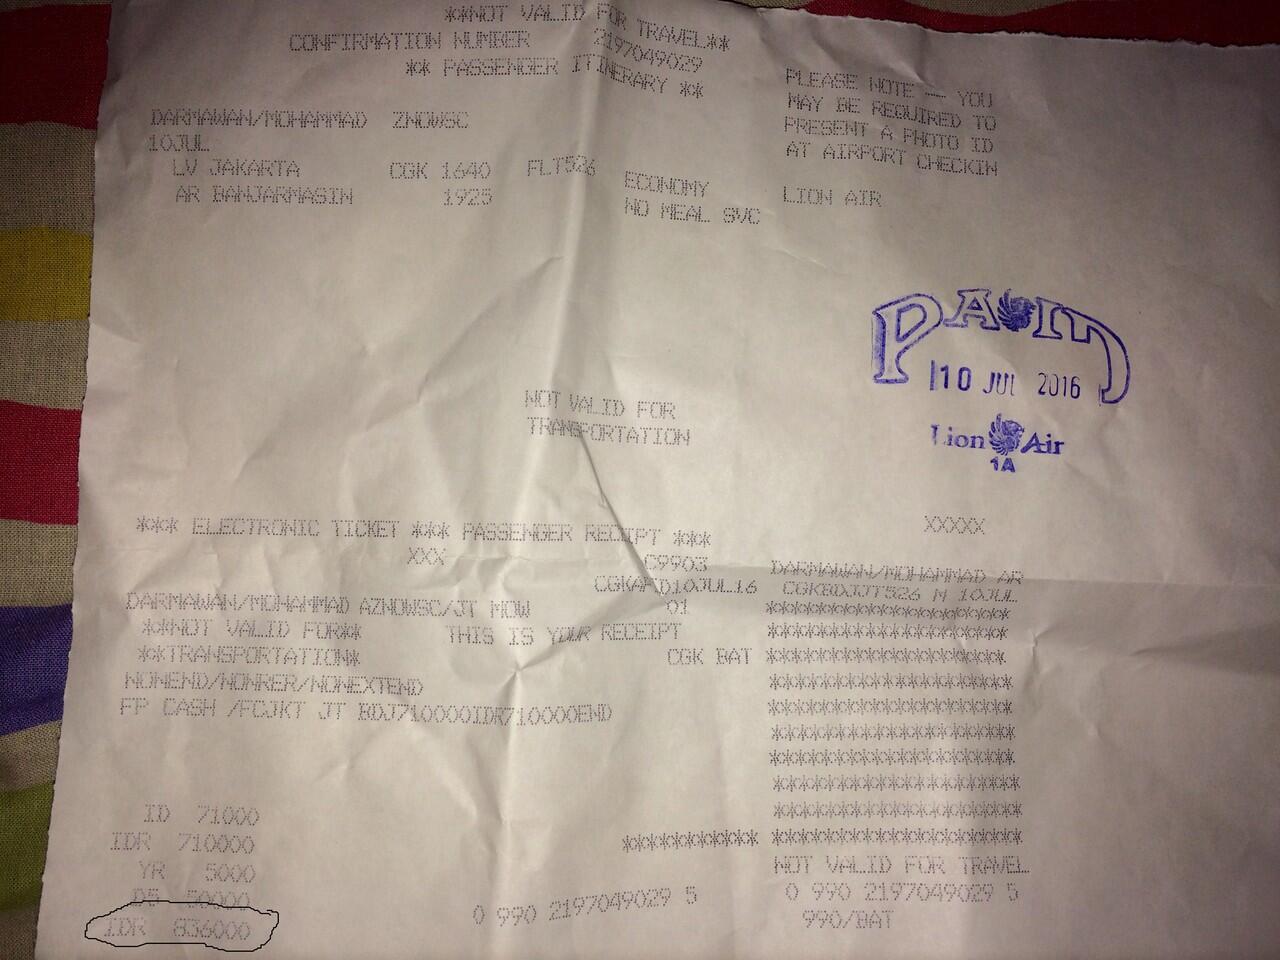 **NOT VALID FOR TRAVEL**
CONFIRMATION NUMBER 2197049029
** PASSENGER ITINERARY **
PLEASE NOTE -- YOU
MAY BE REQUIRED TO
PRESENT A PHOTO ID
AT AIRPORT CHECKIN
DARMAWAN/MOHAMMAD ZNOWSC
10JUL
LV JAKARTA CGK 1640 FLT526 ECONOMY LION AIR
AR BANJARMASIN 1925 NO MEAL SVC
PAID
10 JUL 2016
Lion Air
1A
NOT VALID FOR
TRANSPORTATION
*** ELECTRONIC TICKET *** PASSENGER RECEIPT *** XXXXX
XXX C9903
DARMAWAN/MOHAMMAD AR
CGKBDJJT526 M 10JUL
DARMAWAN/MOHAMMAD AZNOWSC/JT MOW 01
**NOT VALID FOR** THIS IS YOUR RECEIPT
**TRANSPORTATION* CGK BAT
NONEND/NONRER/NONEXTEND
FP CASH /FCJKT JT BDJ710000IDR710000END
ID 71000
IDR 710000
YR 5000
D5 50000
IDR 836000
0 990 2197049029 5
NOT VALID FOR TRAVEL
0 990 2197049029 5
990/BAT